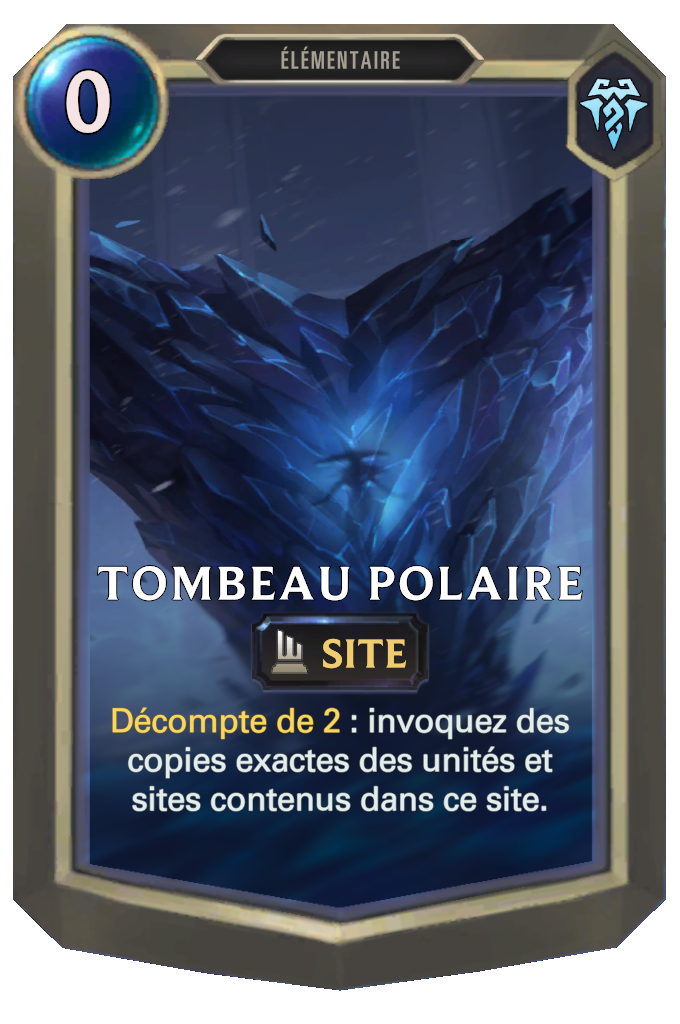 ÉLÉMENTAIRE
0
TOMBEAU POLAIRE
SITE
Décompte de 2 : invoquez des
copies exactes des unités et
sites contenus dans ce site.